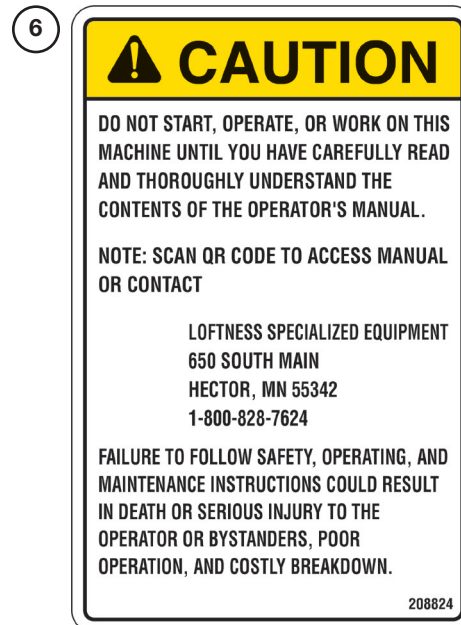 6
CAUTION
DO NOT START, OPERATE, OR WORK ON THIS
MACHINE UNTIL YOU HAVE CAREFULLY READ
AND THOROUGHLY UNDERSTAND THE
CONTENTS OF THE OPERATOR'S MANUAL.
NOTE: SCAN QR CODE TO ACCESS MANUAL
OR CONTACT
LOFTNESS SPECIALIZED EQUIPMENT
650 SOUTH MAIN
HECTOR, MN 55342
1-800-828-7624
FAILURE TO FOLLOW SAFETY, OPERATING, AND
MAINTENANCE INSTRUCTIONS COULD RESULT
IN DEATH OR SERIOUS INJURY TO THE
OPERATOR OR BYSTANDERS, POOR
OPERATION, AND COSTLY BREAKDOWN.
208824